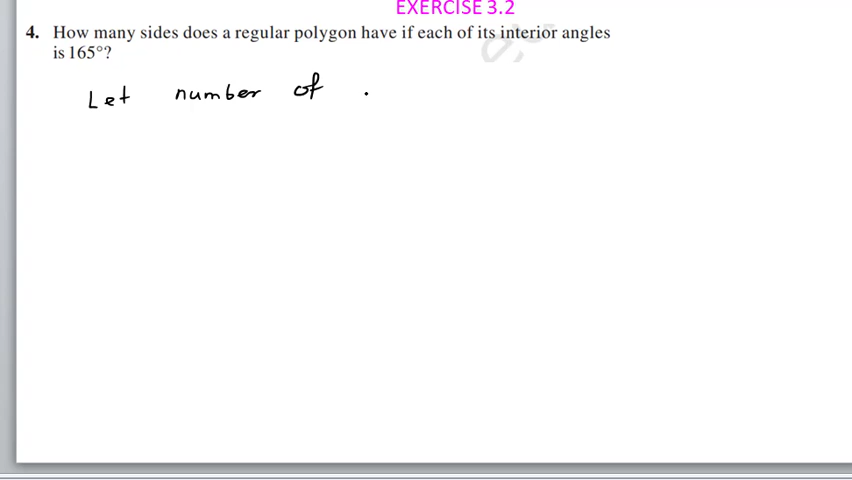 EXERCISE 3.2
4. How many sides does a regular polygon have if each of its interior angles
is 165°?
Let number of